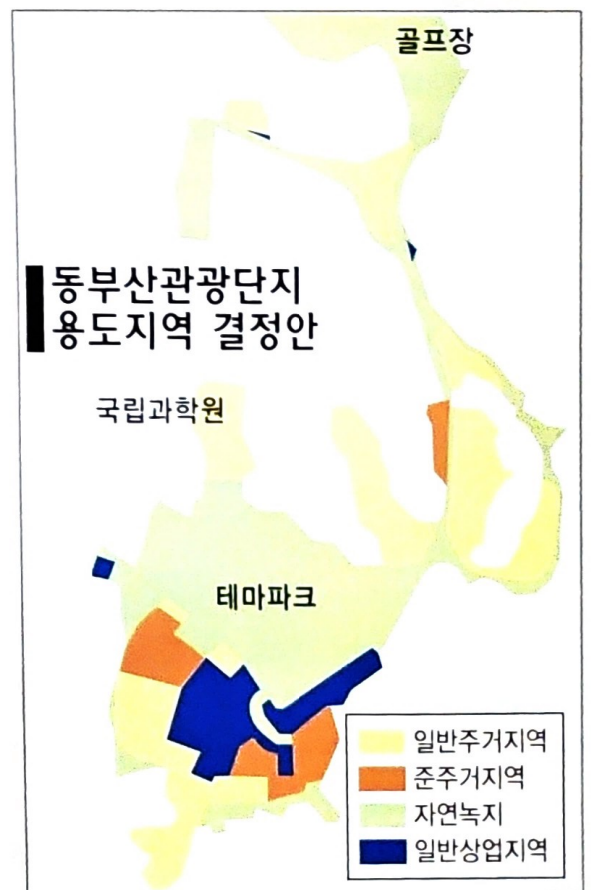 골프장
동부산관광단지
용도지역 결정안
국립과학원
테마파크
일반주거지역
준주거지역
자연녹지
일반상업지역